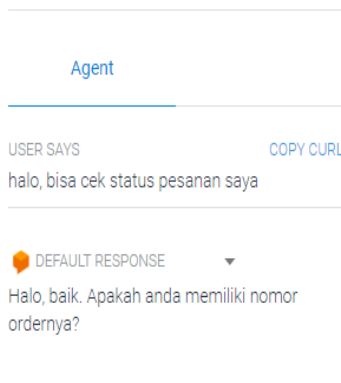 Agent
USER SAYS COPY CURL
halo, bisa cek status pesanan saya
DEFAULT RESPONSE
Halo, baik. Apakah anda memiliki nomor
ordernya?